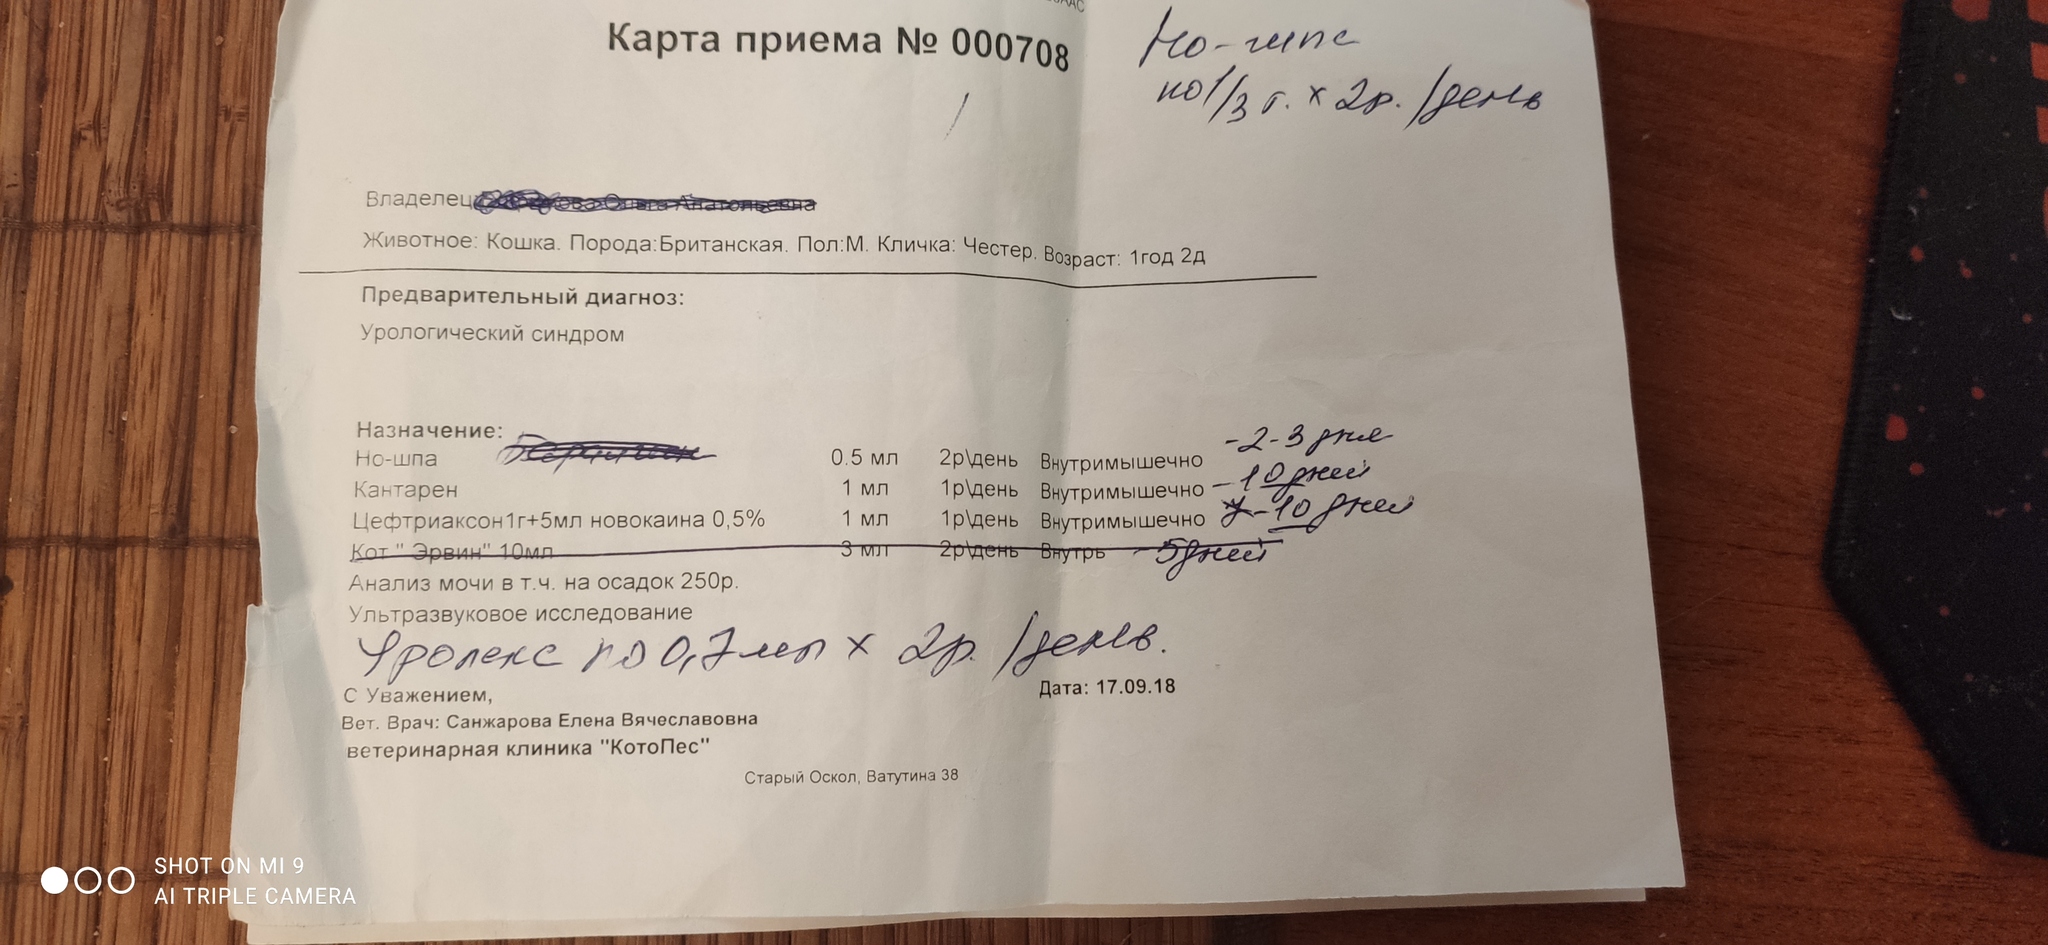 Карта приема № 000708
Но-шпа
по 1/3 т. х 2р. /день
Владелец
Животное: Кошка. Порода:Британская. Пол:М. Кличка: Честер. Возраст: 1год 2д
Предварительный диагноз:
Урологический синдром
Назначение:
Но-шпа 0.5 мл 2р\день Внутримышечно - 2-3 дня
Кантарен 1 мл 1р\день Внутримышечно - 10 дней
Цефтриаксон1г+5мл новокаина 0,5% 1 мл 1р\день Внутримышечно 7-10 дней
Кот " Эрвин" 10мл 3 мл 2р\день Внутрь - 5дней
Анализ мочи в т.ч. на осадок 250р.
Ультразвуковое исследование
Уролекс по 0,7мл х 2р. /день.
С Уважением,
Дата: 17.09.18
Вет. Врач: Санжарова Елена Вячеславовна
ветеринарная клиника "КотоПес"
Старый Оскол, Ватутина 38
SHOT ON MI 9
AI TRIPLE CAMERA